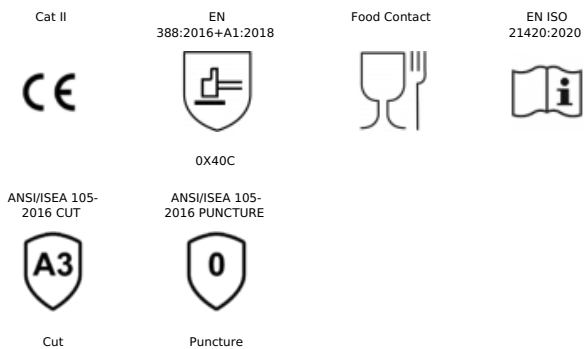 Cat II
EN
388:2016+A1:2018
Food Contact
EN ISO
21420:2020
CE
i
0X40C
ANSI/ISEA 105-
2016 CUT
ANSI/ISEA 105-
2016 PUNCTURE
A3
0
Cut
Puncture